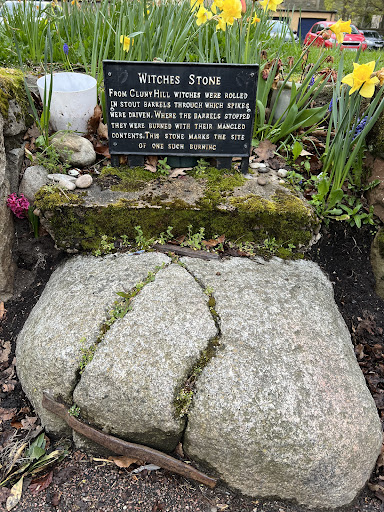 WITCHES STONE
FROM CLUNY HILL WITCHES WERE ROLLED
IN STOUT BARRELS THROUGH WHICH SPIKES
WERE DRIVEN. WHERE THE BARRELS STOPPED
THEY WERE BURNED WITH THEIR MANGLED
CONTENTS. THIS STONE MARKS THE SITE
OF ONE SUCH BURNING